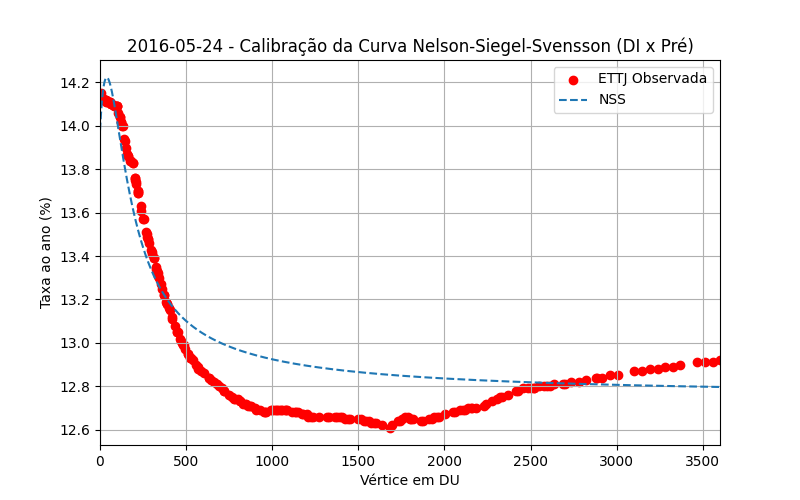 2016-05-24 - Calibração da Curva Nelson-Siegel-Svensson (DI x Pré)
ETTJ Observada
NSS
Taxa ao ano (%)
14.2
14.0
13.8
13.6
13.4
13.2
13.0
12.8
12.6
0 500 1000 1500 2000 2500 3000 3500
Vértice em DU